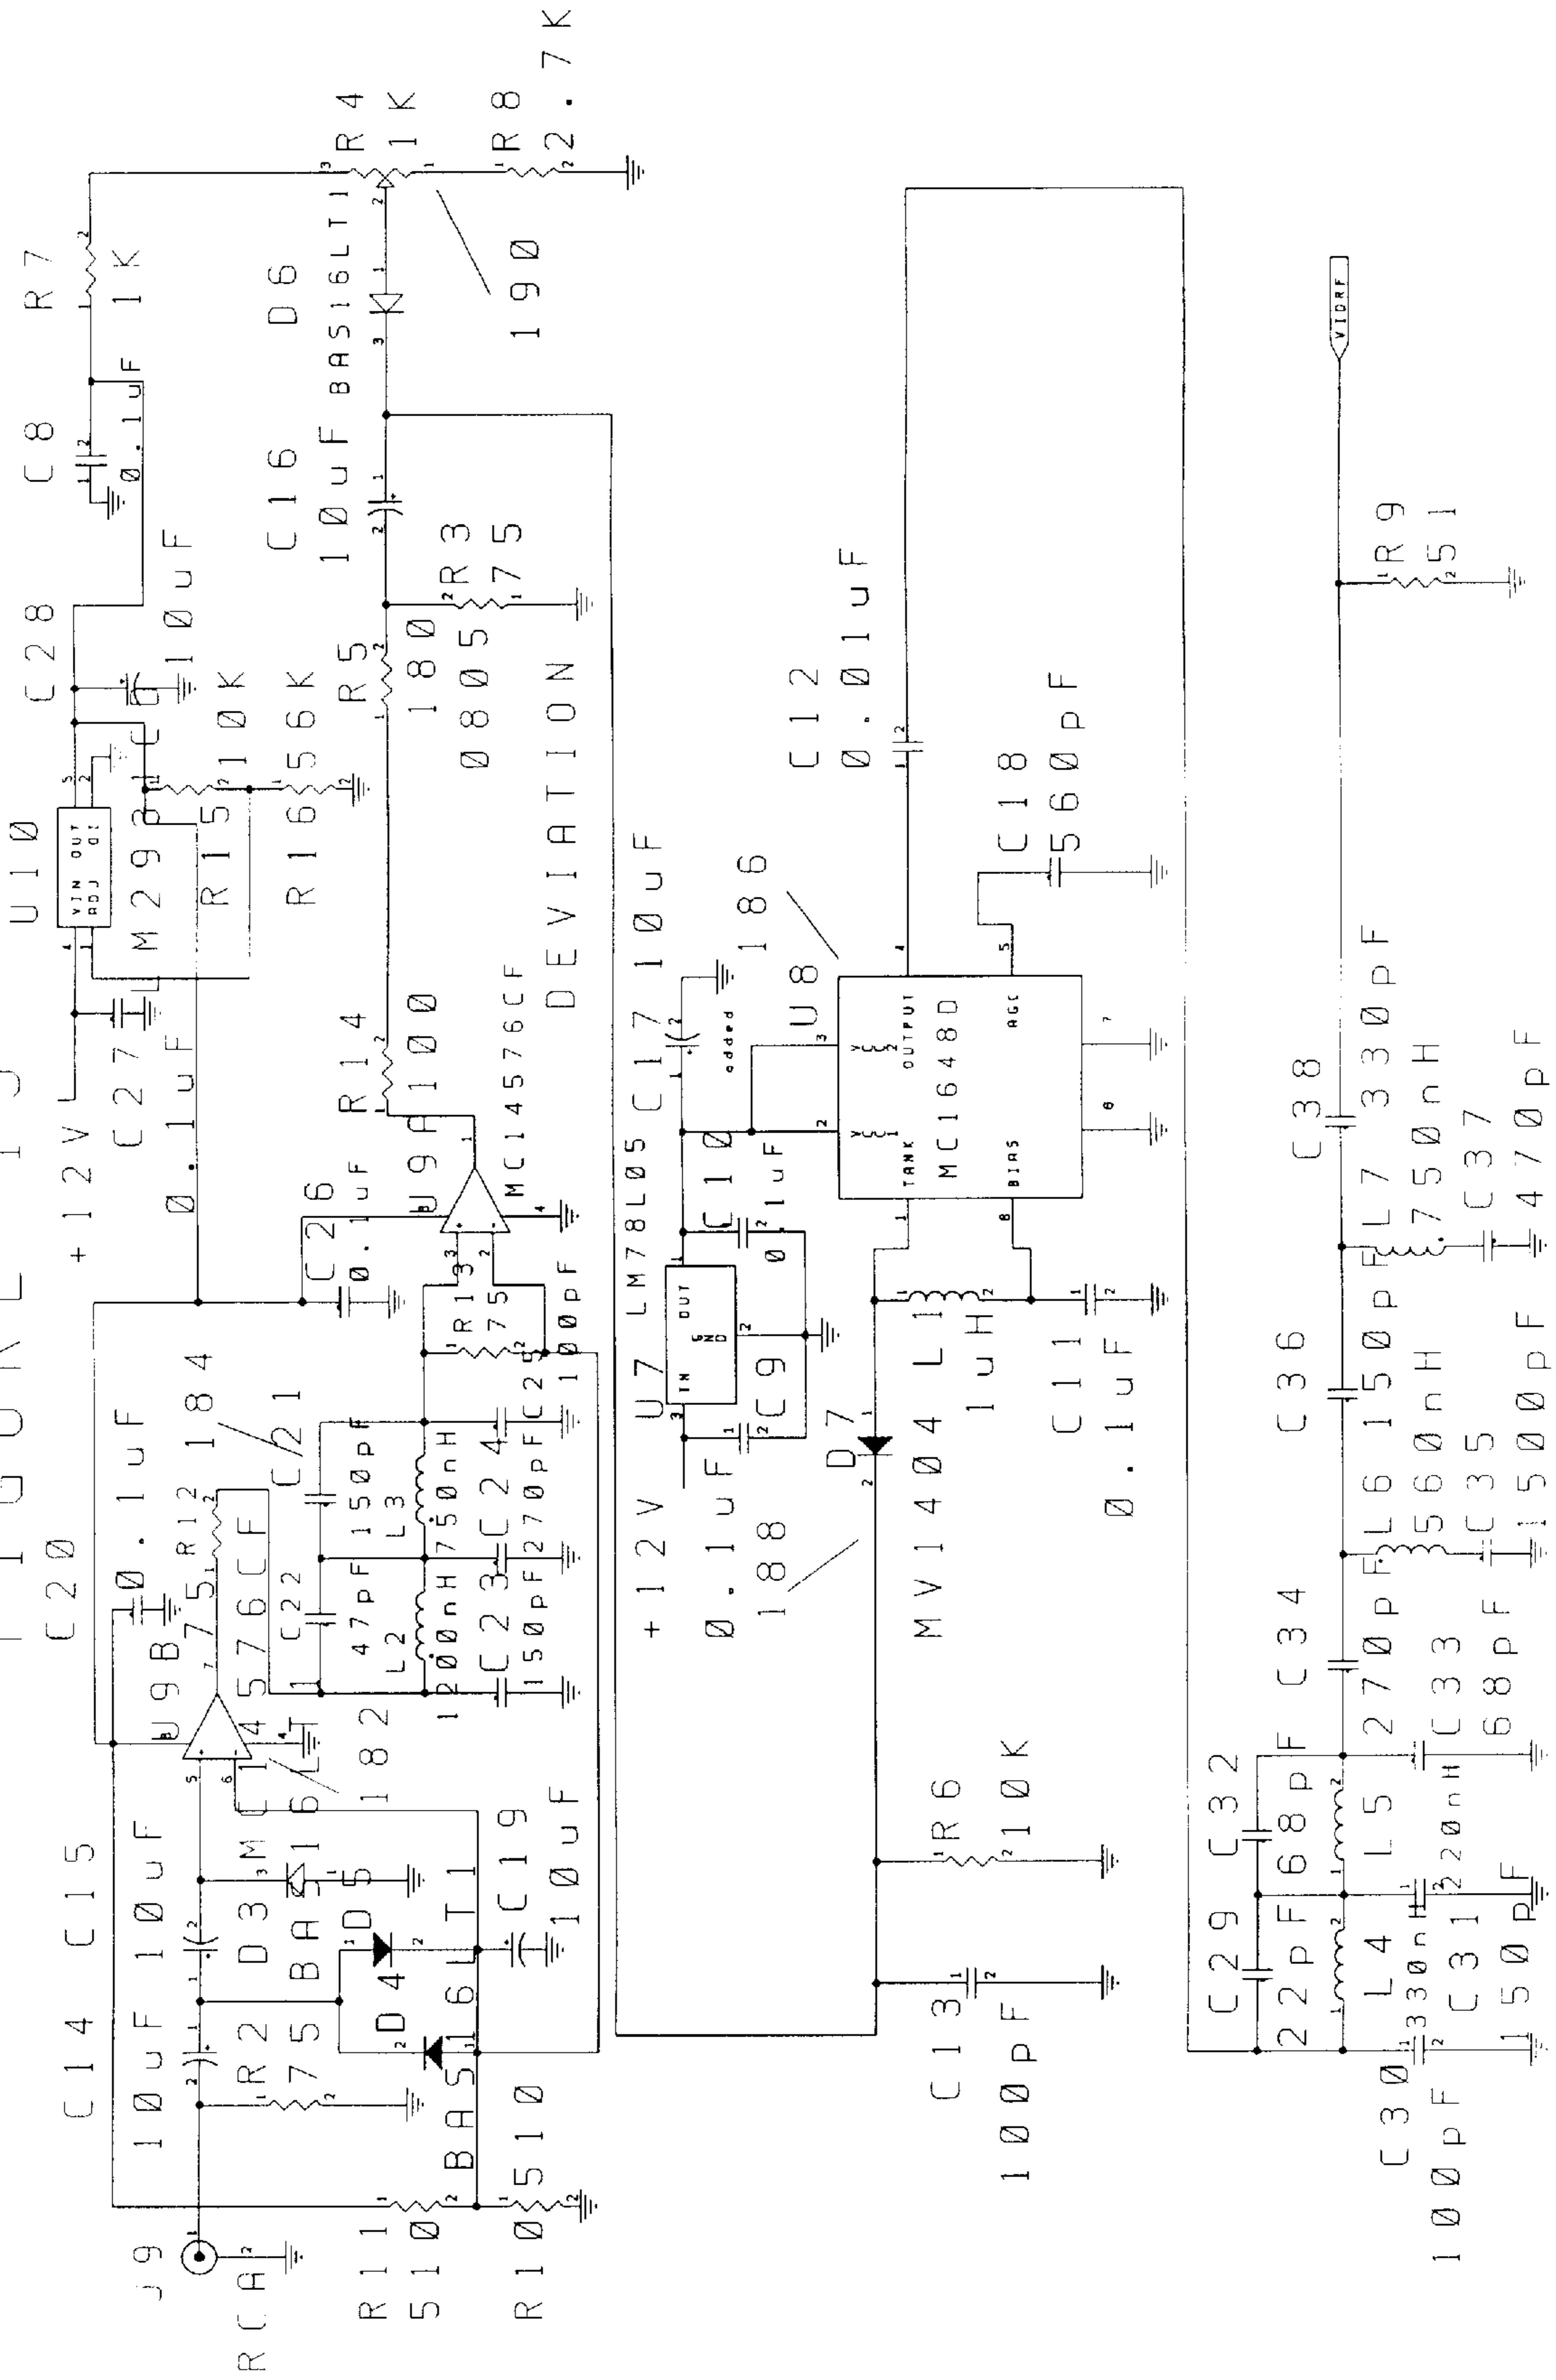 J9
RCA
C14
10uF
C15
10uF
R2
75
D3
BAS16LT1
D4
D5
BAS16LT1
R11
510
R10
510
C19
10uF
C20
0.1uF
U9B
MC14576CF
182
R12
75
184
C22
47pF
C21
150pF
L2
1200nH
L3
750nH
C23
150pF
C24
270pF
C25
100pF
R13
75
C26
0.1uF
U9A
MC14576CF
R14
100
+12V
C27
0.1uF
U10
VIN OUT
ADJ
R15
10K
R16
56K
C28
10uF
C8
0.1uF
R7
1K
R5
180
0805
DEVIATION
R3
75
C16
10uF
D6
BAS16LT1
190
R4
1K
R8
2.7K
+12V
U7
LM78L05
IN OUT
GND
C9
0.1uF
C10
0.1uF
C17
10uF
added
188
D7
MV1404
L1
1uH
C11
0.1uF
186
U8
VCC1
VCC2
TANK
OUTPUT
MC1648D
BIAS
AGC
C12
0.01uF
C18
560pF
C13
100pF
R6
10K
C29
22pF
C32
68pF
L4
330nH
L5
220nH
C30
100pF
C31
150pF
C33
68pF
C34
270pF
L6
560nH
C35
1500pF
C36
150pF
L7
750nH
C37
470pF
C38
330pF
R9
51
VIDRF